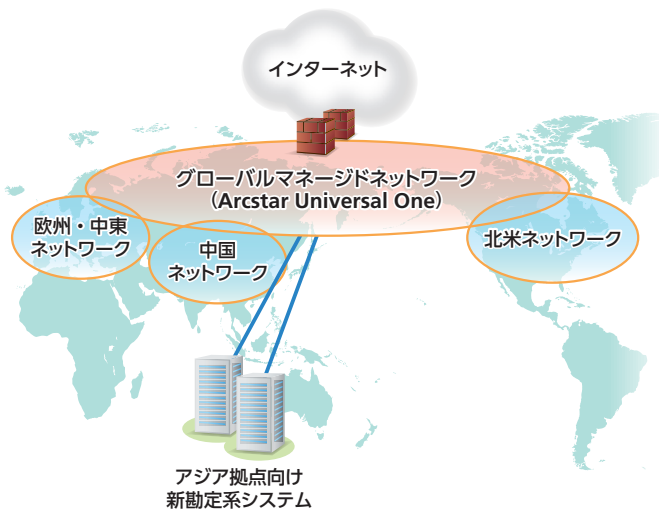 インターネット
グローバルマネージドネットワーク
（Arcstar Universal One）
欧州・中東
ネットワーク
中国
ネットワーク
北米ネットワーク
アジア拠点向け
新勘定系システム